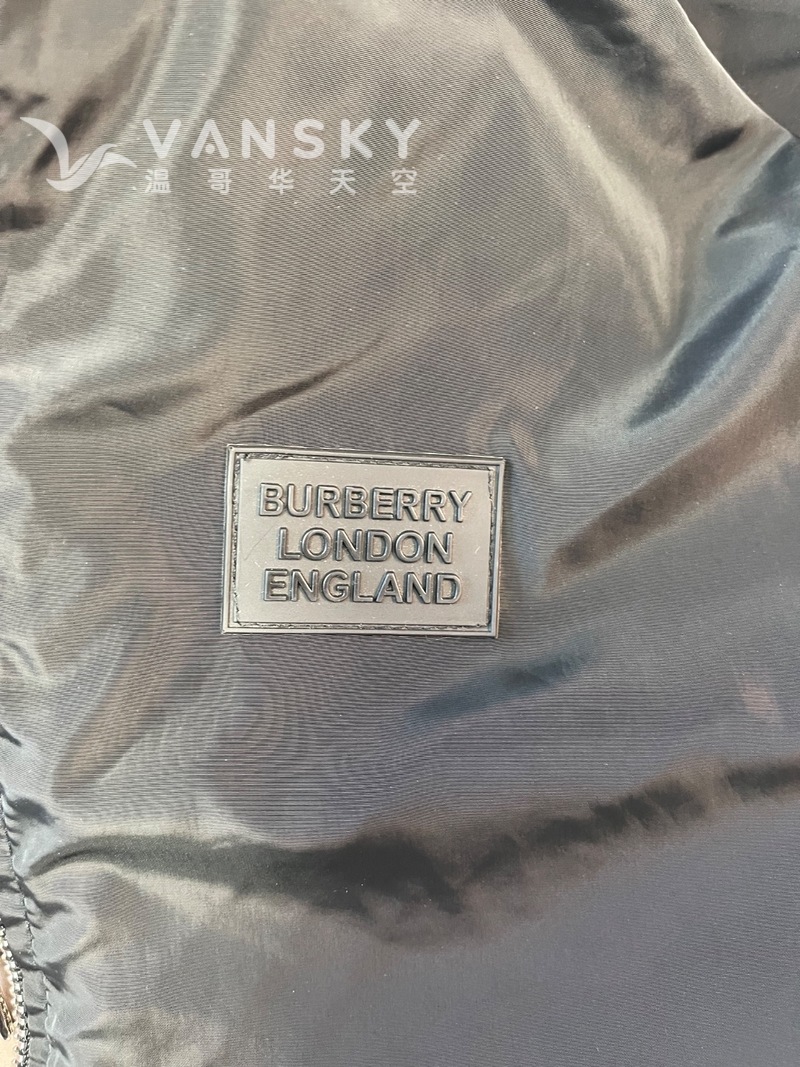 VANSKY
温哥华天空
BURBERRY
LONDON
ENGLAND